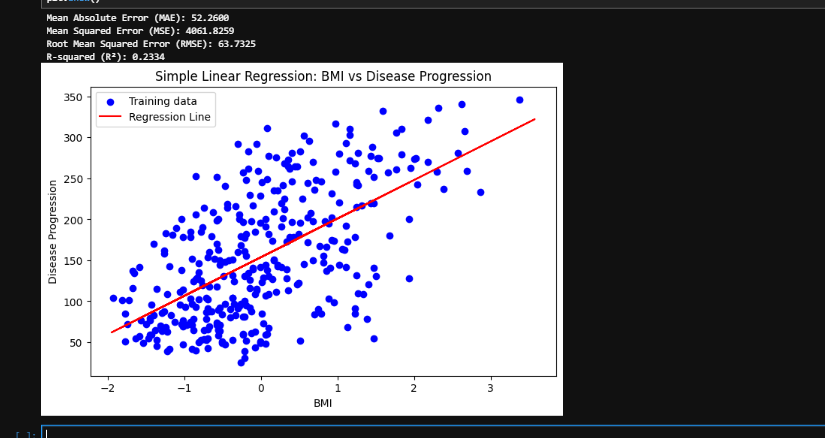 Mean Absolute Error (MAE): 52.2600
Mean Squared Error (MSE): 4061.8259
Root Mean Squared Error (RMSE): 63.7325
R-squared (R²): 0.2334
Simple Linear Regression: BMI vs Disease Progression
Training data
Regression Line
350
300
250
200
150
100
50
Disease Progression
−2 −1 0 1 2 3
BMI
[ ]: